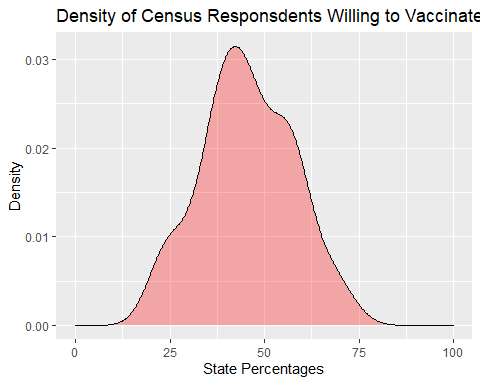 Density of Census Responsdents Willing to Vaccinate
0.03
0.02
0.01
0.00
Density
0 25 50 75 100
State Percentages